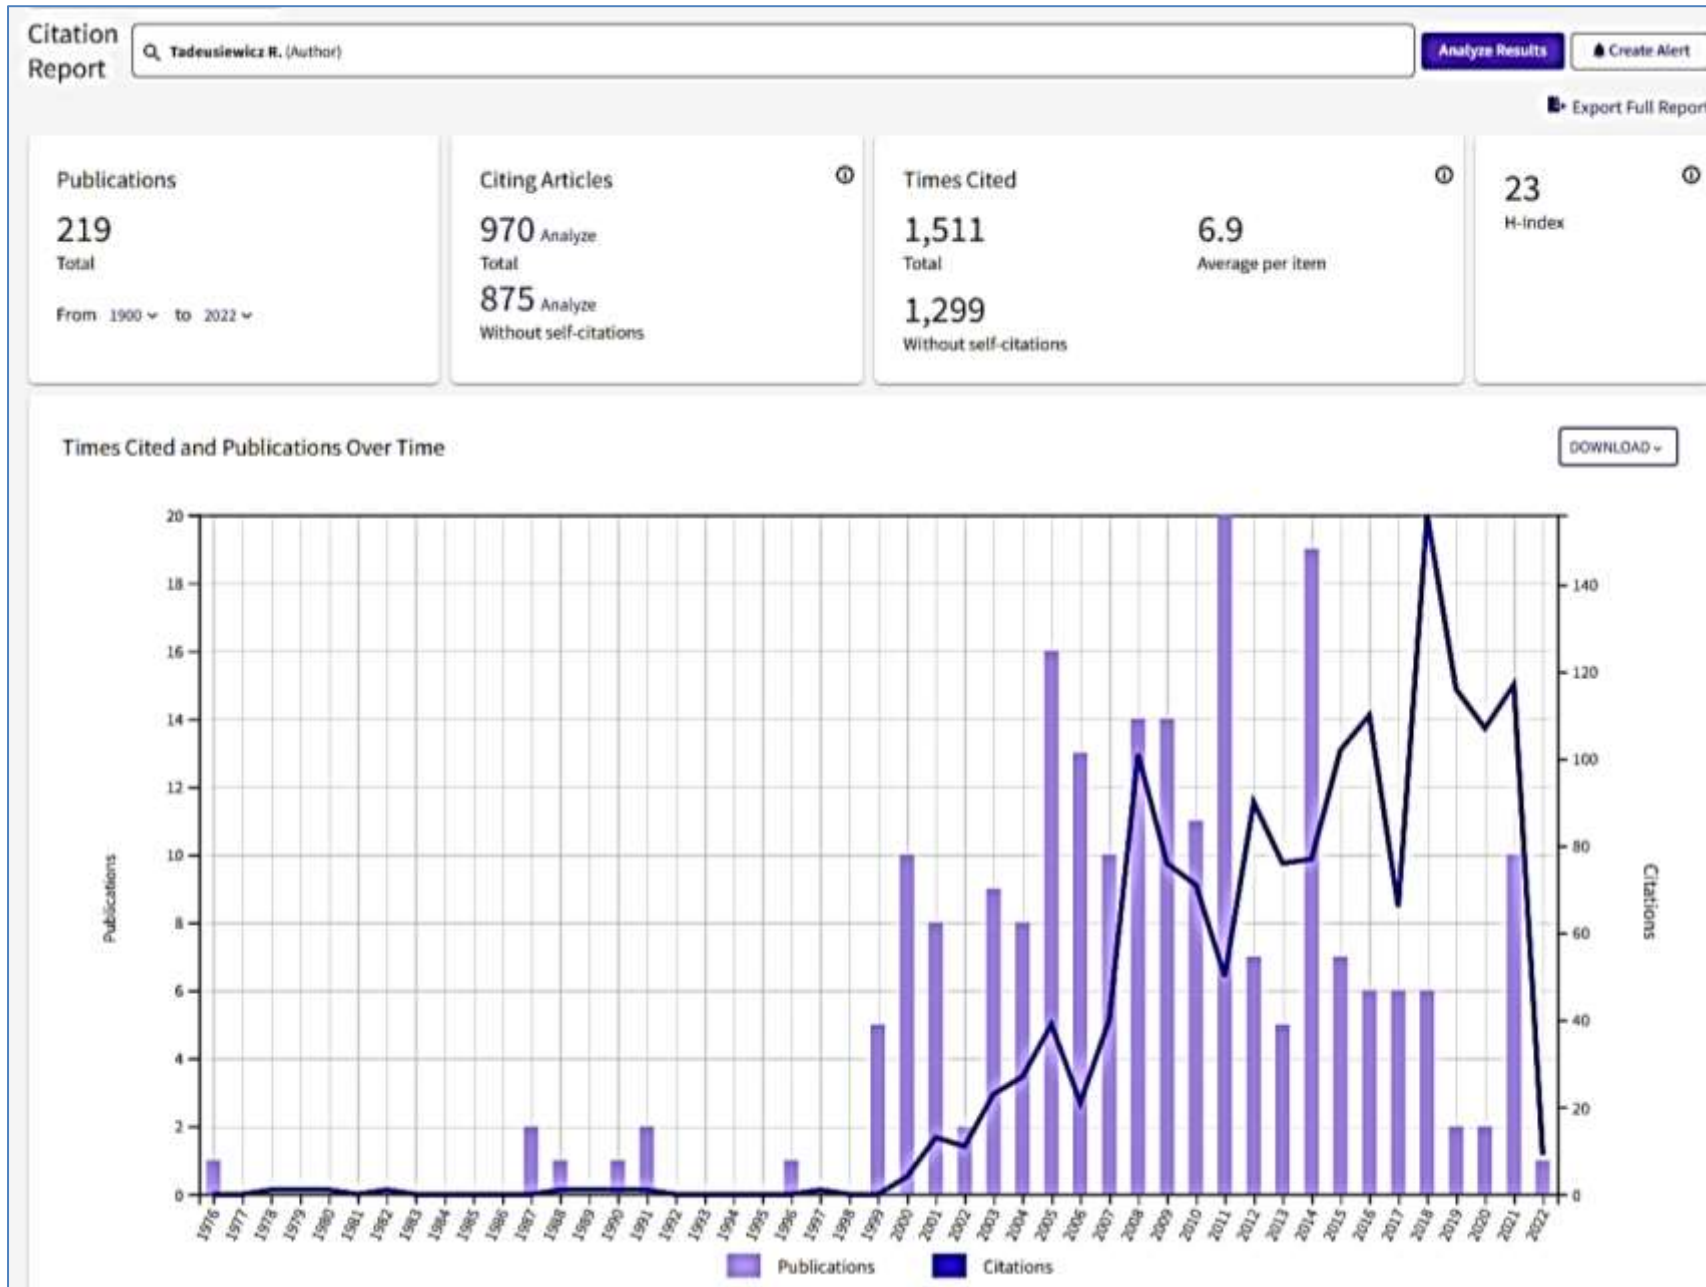 Citation
Report
Tadeusiewicz R. (Author)
Analyze Results
Create Alert
Export Full Report
Publications
219
Total
From 1900 to 2022
Citing Articles
970 Analyze
Total
875 Analyze
Without self-citations
Times Cited
1,511
Total
6.9
Average per item
1,299
Without self-citations
23
H-Index
Times Cited and Publications Over Time
DOWNLOAD
20
18
16
14
12
10
8
6
4
2
0
Publications
140
120
100
80
60
40
20
0
Citations
1976 1977 1978 1979 1980 1981 1982 1983 1984 1985 1986 1987 1988 1989 1990 1991 1992 1993 1994 1995 1996 1997 1998 1999 2000 2001 2002 2003 2004 2005 2006 2007 2008 2009 2010 2011 2012 2013 2014 2015 2016 2017 2018 2019 2020 2021 2022
Publications Citations